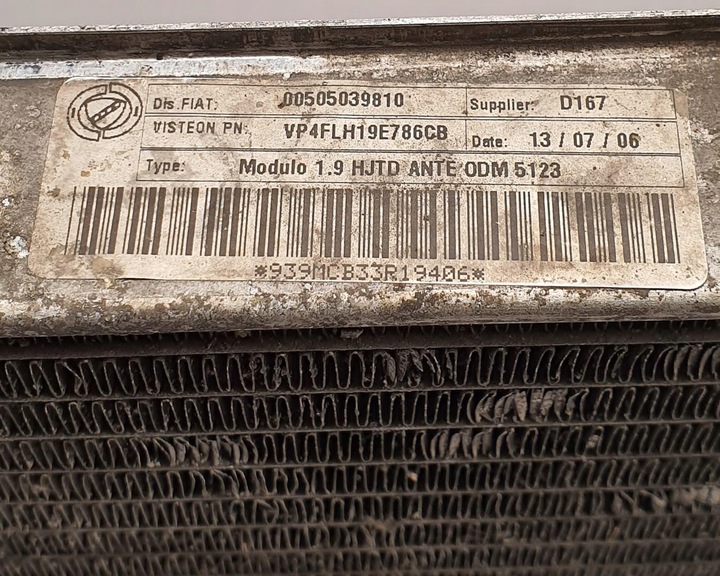 Dis.FIAT: 00505039810 Supplier: D167
VISTEON PN: VP4FLH19E786CB Date: 13 / 07 / 06
Type: Modulo 1.9 HJTD ANTE ODM 5123
*939MCB33R19406*